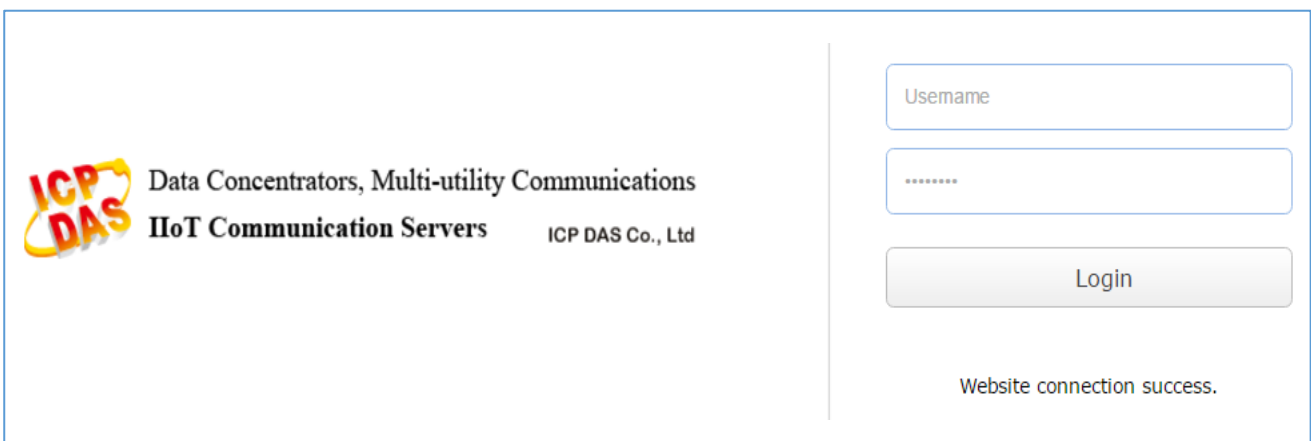 ICP
DAS
Data Concentrators, Multi-utility Communications
IIoT Communication Servers
ICP DAS Co., Ltd
Username
••••••••
Login
Website connection success.